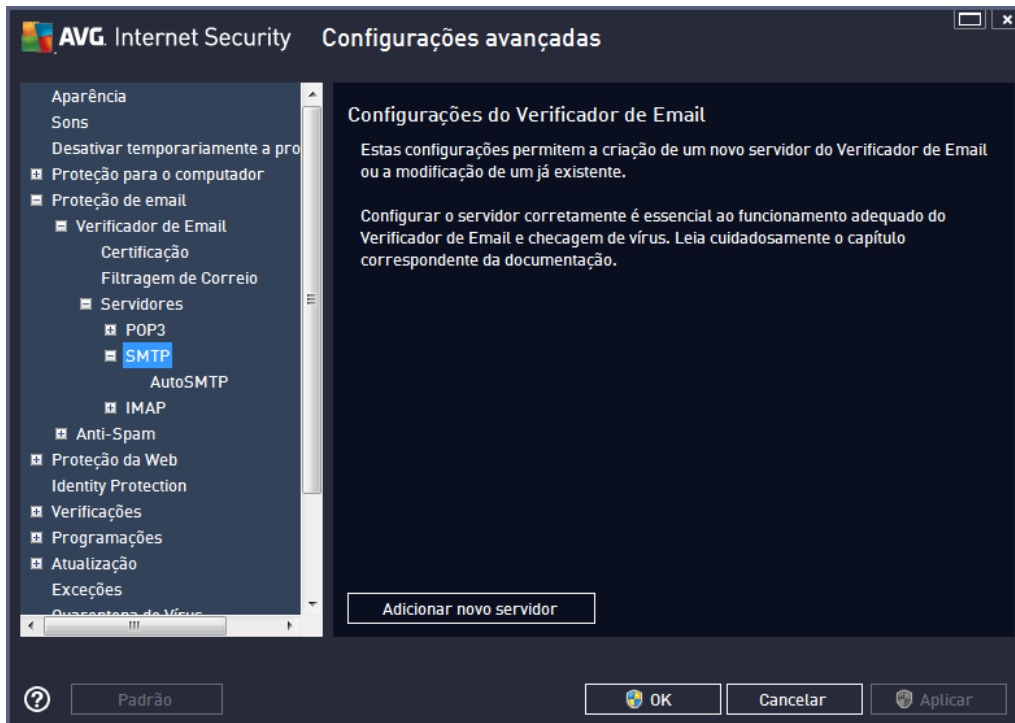 AVG. Internet Security Configurações avançadas
Aparência
Sons
Desativar temporariamente a pro
Proteção para o computador
Proteção de email
Verificador de Email
Certificação
Filtragem de Correio
Servidores
POP3
SMTP
AutoSMTP
IMAP
Anti-Spam
Proteção da Web
Identity Protection
Verificações
Programações
Atualização
Exceções
Quarentena de Vírus
Configurações do Verificador de Email
Estas configurações permitem a criação de um novo servidor do Verificador de Email
ou a modificação de um já existente.
Configurar o servidor corretamente é essencial ao funcionamento adequado do
Verificador de Email e checagem de vírus. Leia cuidadosamente o capítulo
correspondente da documentação.
Adicionar novo servidor
? Padrão OK Cancelar Aplicar